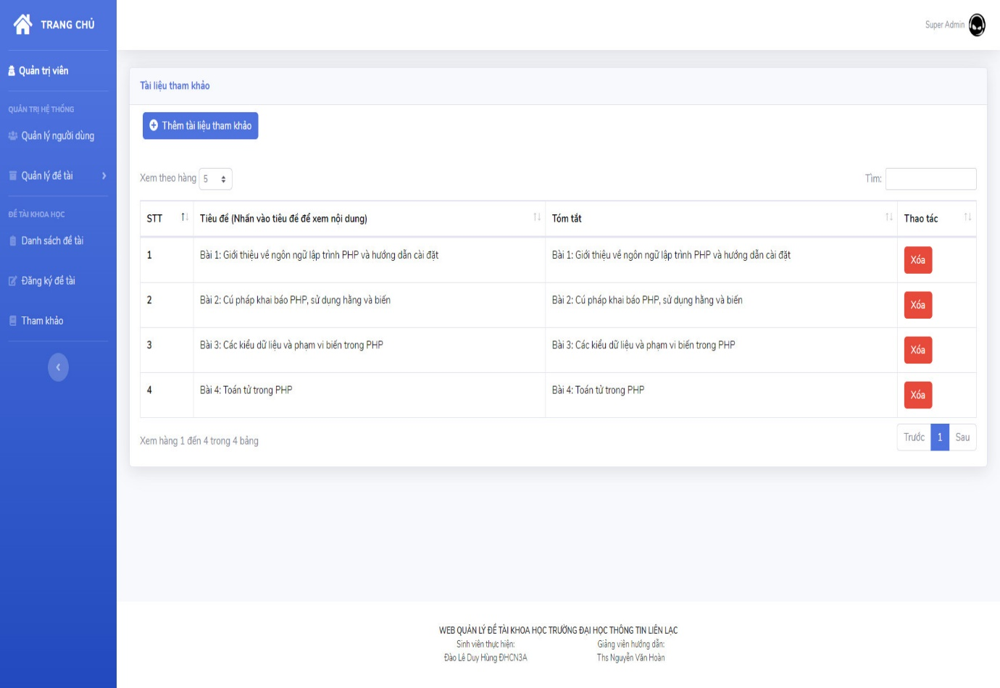 TRANG CHỦ
Super Admin
Quản trị viên
QUẢN TRỊ HỆ THỐNG
Quản lý người dùng
Quản lý đề tài
ĐỀ TÀI KHOA HỌC
Danh sách đề tài
Đăng ký đề tài
Tham khảo
Tài liệu tham khảo
Thêm tài liệu tham khảo
Xem theo hàng 5
Tìm:
STT Tiêu đề (Nhấn vào tiêu đề để xem nội dung) Tóm tắt Thao tác
1 Bài 1: Giới thiệu về ngôn ngữ lập trình PHP và hướng dẫn cài đặt Bài 1: Giới thiệu về ngôn ngữ lập trình PHP và hướng dẫn cài đặt Xóa
2 Bài 2: Cú pháp khai báo PHP, sử dụng hằng và biến Bài 2: Cú pháp khai báo PHP, sử dụng hằng và biến Xóa
3 Bài 3: Các kiểu dữ liệu và phạm vi biến trong PHP Bài 3: Các kiểu dữ liệu và phạm vi biến trong PHP Xóa
4 Bài 4: Toán tử trong PHP Bài 4: Toán tử trong PHP Xóa
Xem hàng 1 đến 4 trong 4 bảng
Trước 1 Sau
WEB QUẢN LÝ ĐỀ TÀI KHOA HỌC TRƯỜNG ĐẠI HỌC THÔNG TIN LIÊN LẠC
Sinh viên thực hiện: Giảng viên hướng dẫn:
Đào Lê Duy Hùng ĐHCN3A Ths Nguyễn Văn Hoàn